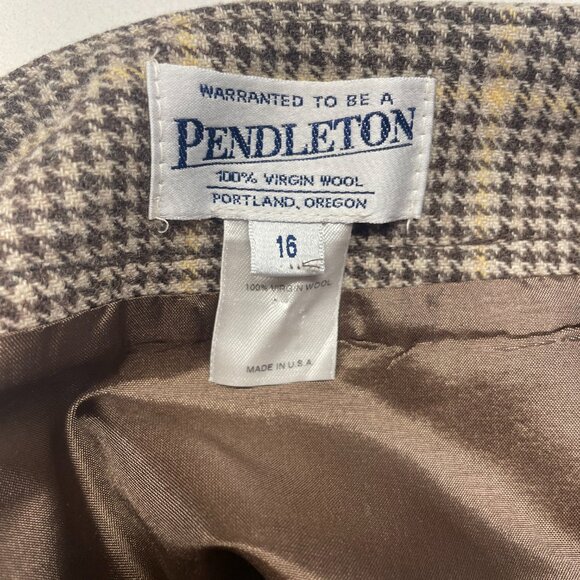 WARRANTED TO BE A
PENDLETON
100% VIRGIN WOOL
PORTLAND, OREGON
16
100% VIRGIN WOOL
MADE IN U.S.A.